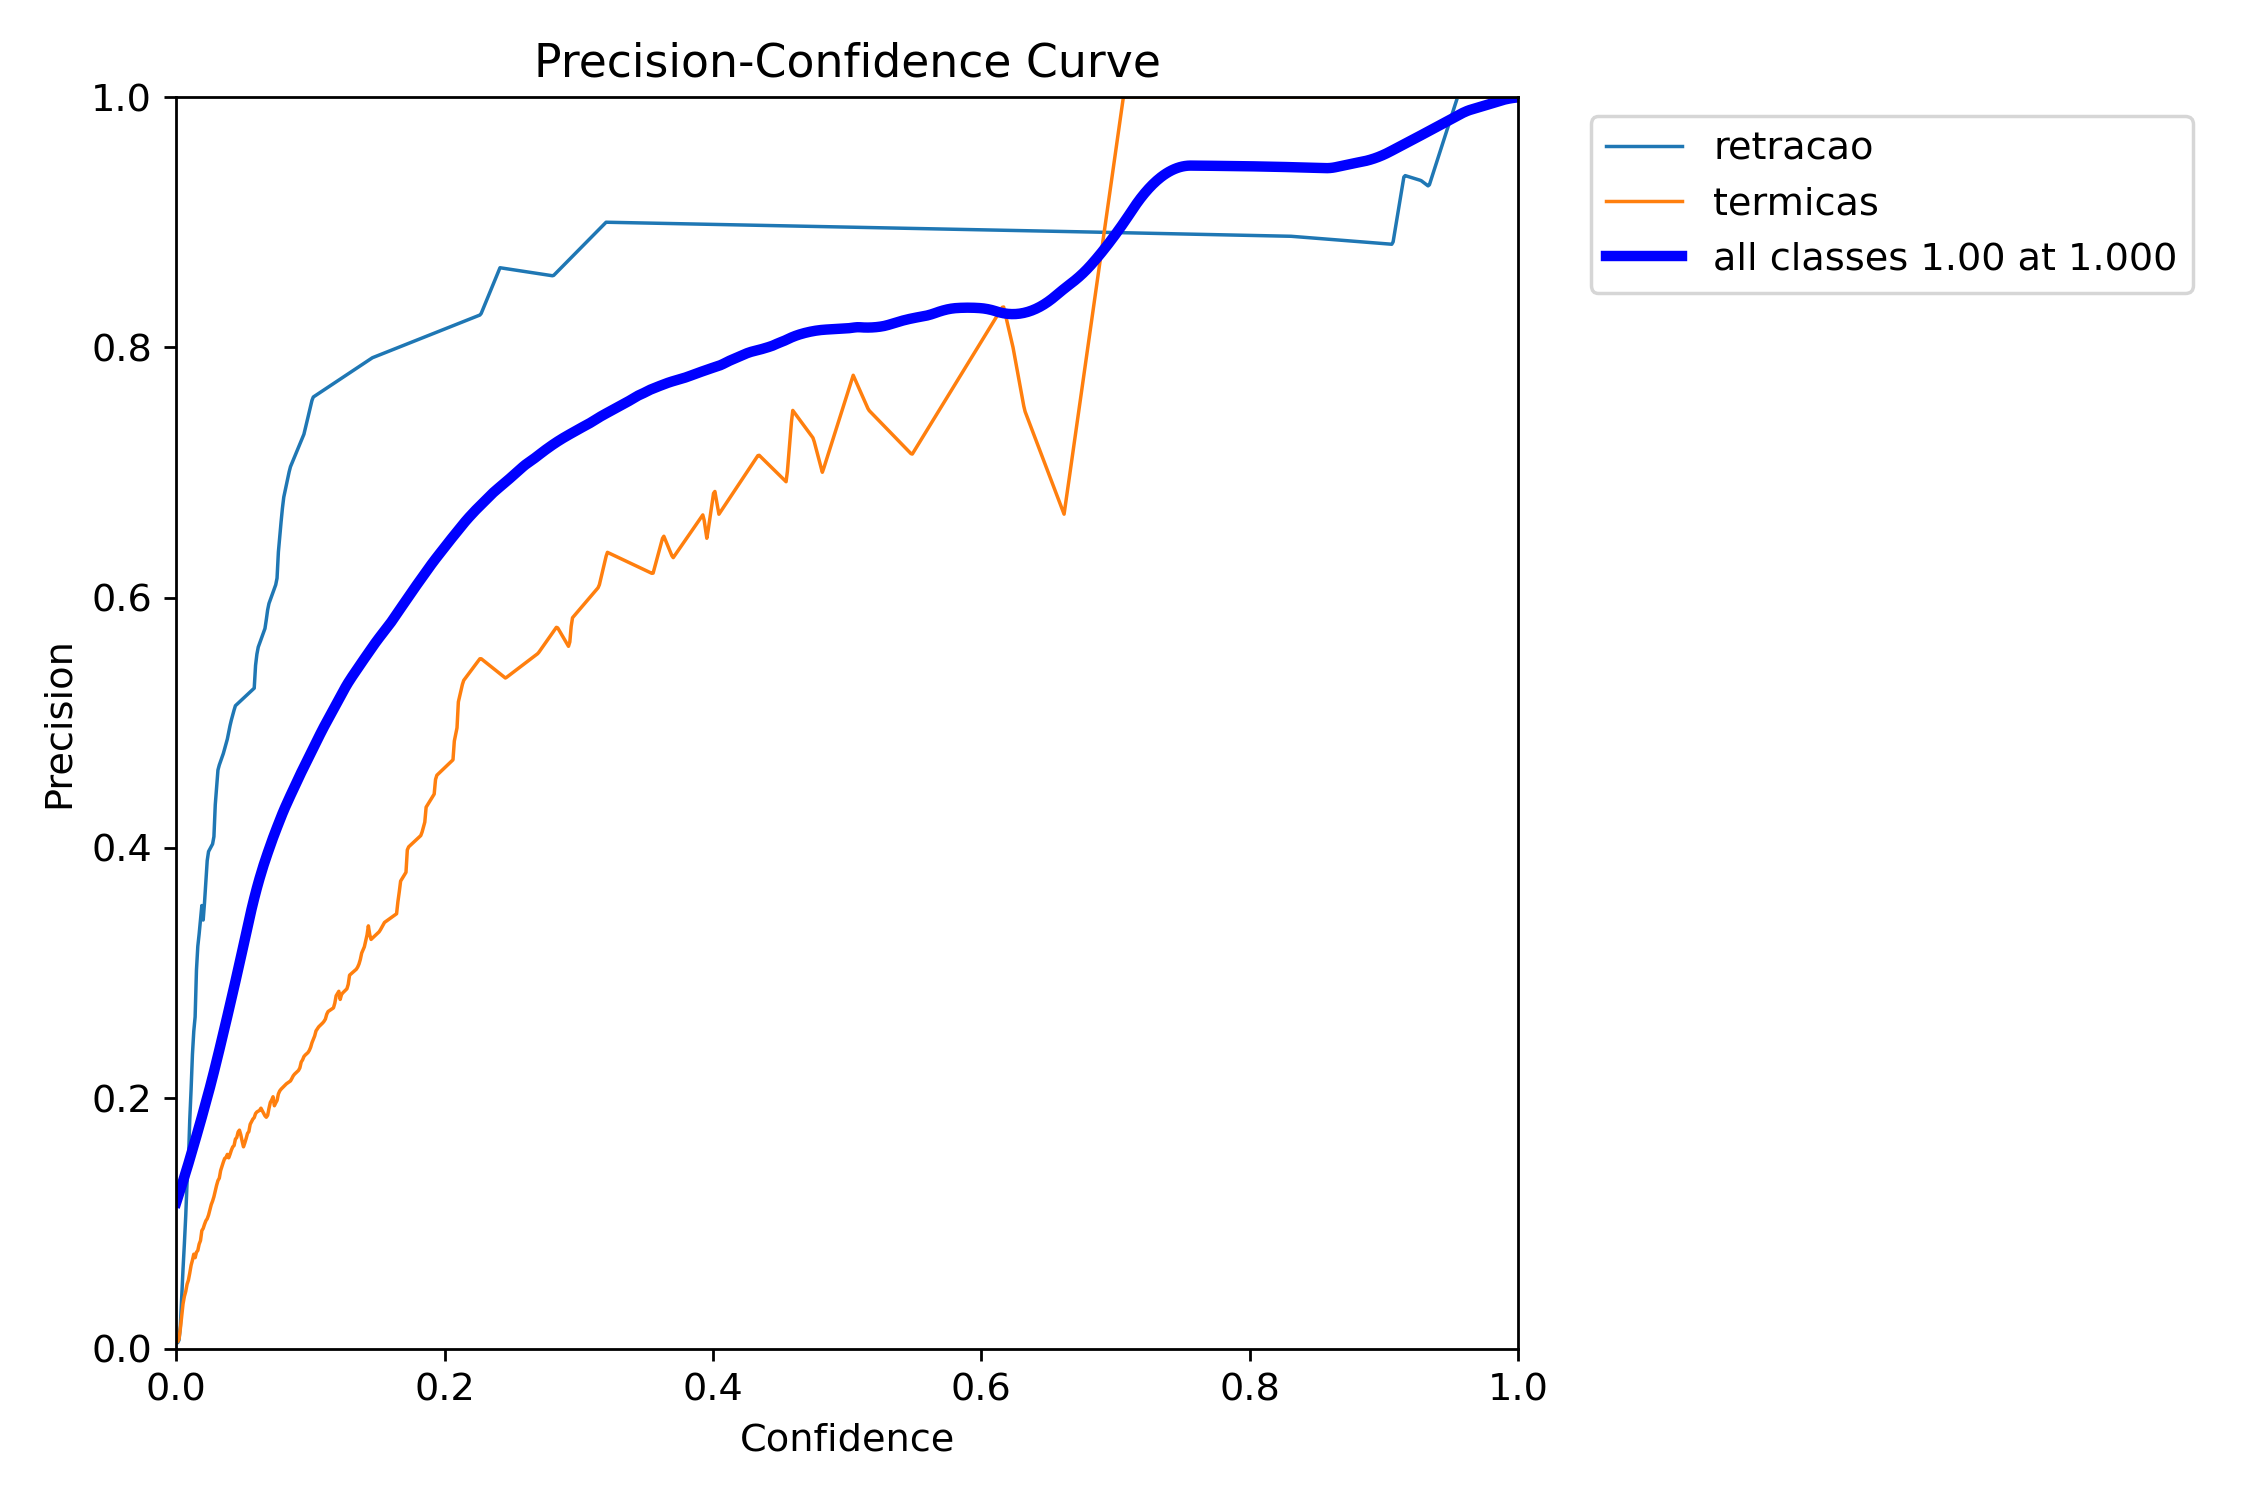 Precision-Confidence Curve
1.0
0.8
0.6
0.4
0.2
0.0
Precision
0.0 0.2 0.4 0.6 0.8 1.0
Confidence
retracao
termicas
all classes 1.00 at 1.000